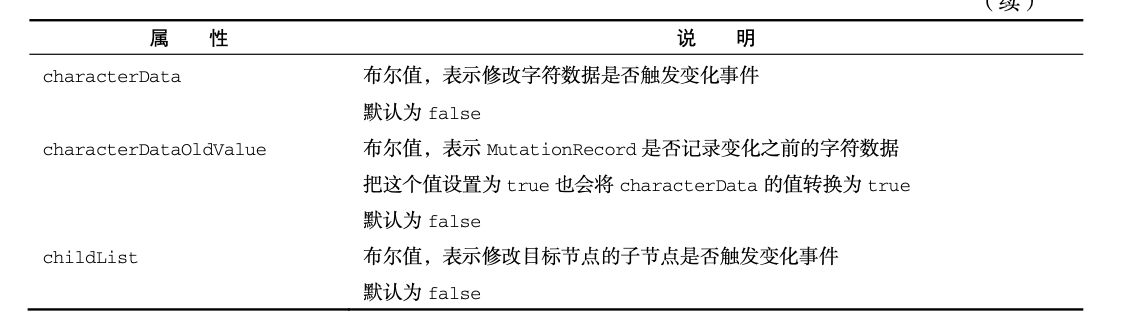 （续）
属 性 说 明
characterData 布尔值，表示修改字符数据是否触发变化事件
默认为 false
characterDataOldValue 布尔值，表示 MutationRecord 是否记录变化之前的字符数据
把这个值设置为 true 也会将 characterData 的值转换为 true
默认为 false
childList 布尔值，表示修改目标节点的子节点是否触发变化事件
默认为 false